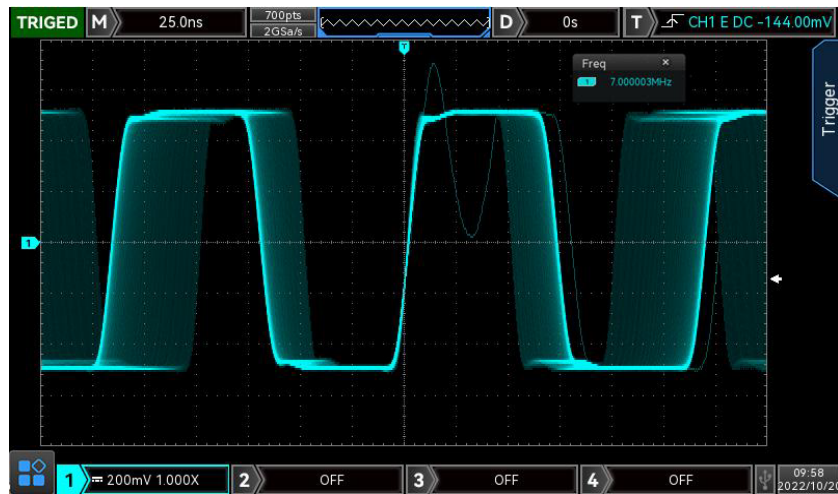 TRIGED M 25.0ns 700pts D 0s T CH1 E DC -144.00mV
2GSa/s
T
Freq ×
1 7.000003MHz
Trigger
1
1 200mV 1.000X 2 OFF 3 OFF 4 OFF 09:58
2022/10/20